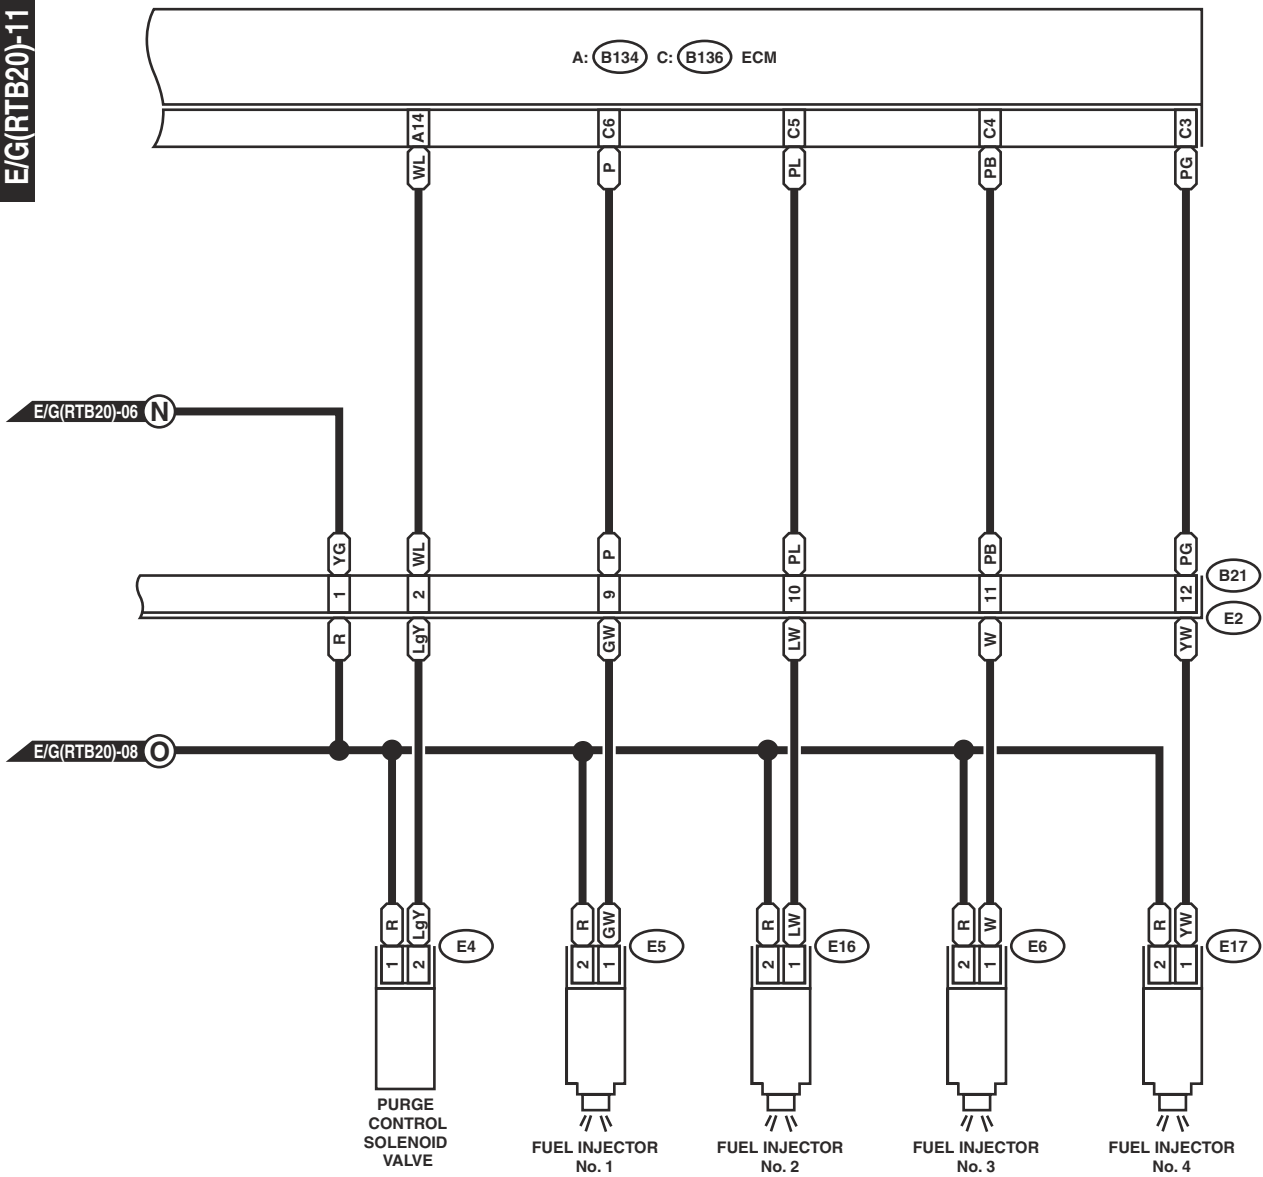 E/G(RTB20)-11
A: B134 C: B136 ECM
A14 C6 C5 C4 C3
WL P PL PB PG
E/G(RTB20)-06 N
YG WL P PL PB PG
B21
1 2 9 10 11 12
E2
R LgY GW LW W YW
E/G(RTB20)-08 O
R LgY R GW R LW R W R YW
E4 E5 E16 E6 E17
1 2 2 1 2 1 2 1 2 1
PURGE
CONTROL
SOLENOID
VALVE
FUEL INJECTOR
No. 1
FUEL INJECTOR
No. 2
FUEL INJECTOR
No. 3
FUEL INJECTOR
No. 4